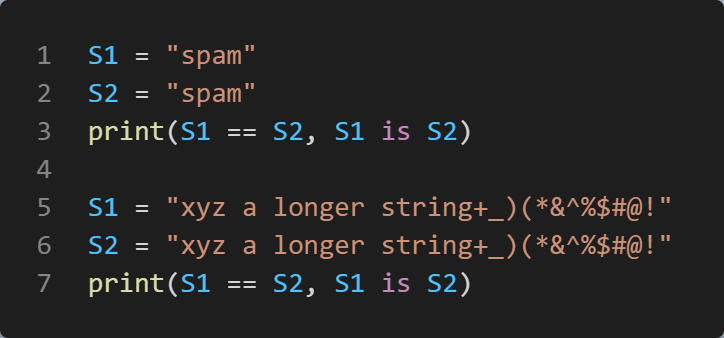 1 S1 = "spam"
2 S2 = "spam"
3 print(S1 == S2, S1 is S2)
4
5 S1 = "xyz a longer string+_)(*&^%$#@!"
6 S2 = "xyz a longer string+_)(*&^%$#@!"
7 print(S1 == S2, S1 is S2)